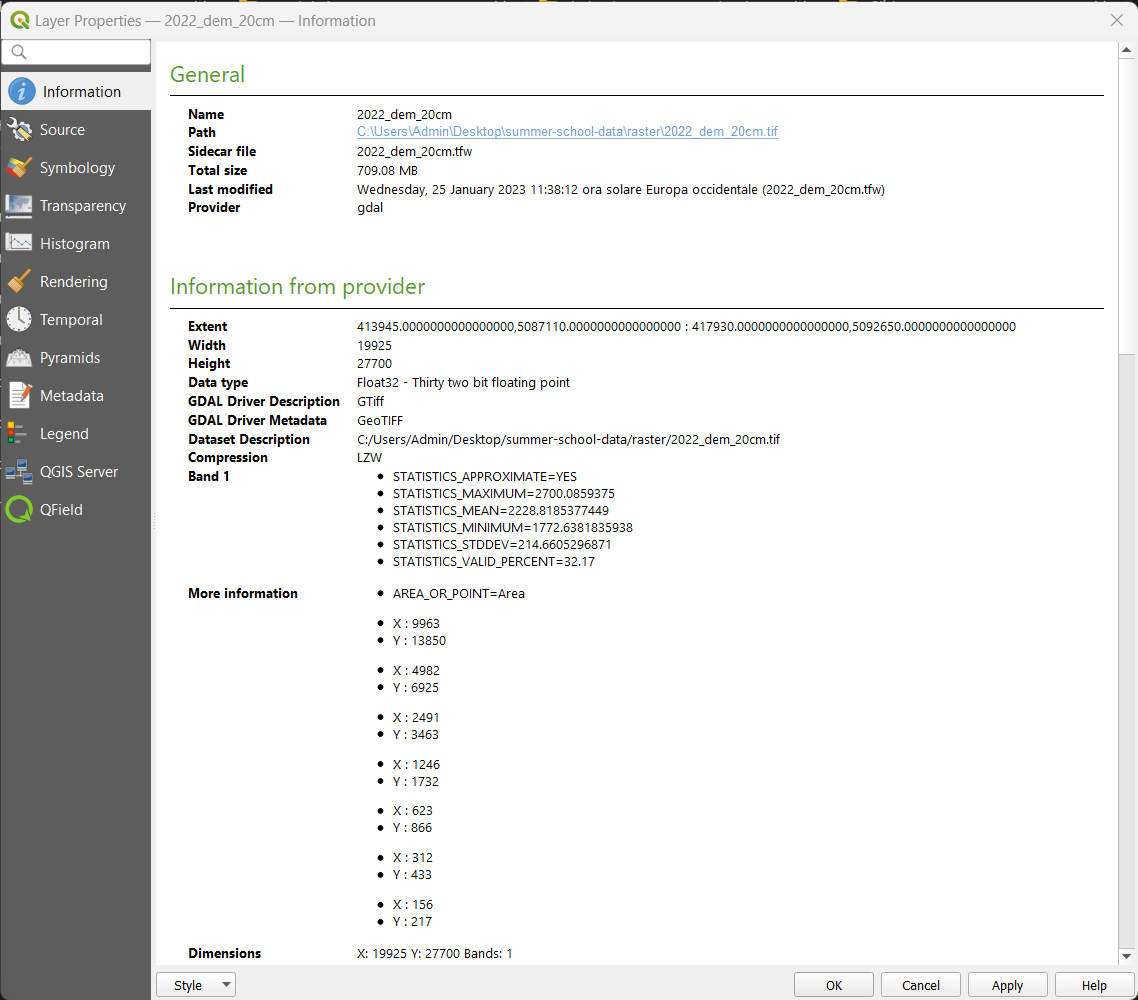 Layer Properties — 2022_dem_20cm — Information
Information
Source
Symbology
Transparency
Histogram
Rendering
Temporal
Pyramids
Metadata
Legend
QGIS Server
QField
General
Name 2022_dem_20cm
Path C:\Users\Admin\Desktop\summer-school-data\raster\2022_dem_20cm.tif
Sidecar file 2022_dem_20cm.tfw
Total size 709.08 MB
Last modified Wednesday, 25 January 2023 11:38:12 ora solare Europa occidentale (2022_dem_20cm.tfw)
Provider gdal
Information from provider
Extent 413945.0000000000000000,5087110.0000000000000000 : 417930.0000000000000000,5092650.0000000000000000
Width 19925
Height 27700
Data type Float32 - Thirty two bit floating point
GDAL Driver Description GTiff
GDAL Driver Metadata GeoTIFF
Dataset Description C:/Users/Admin/Desktop/summer-school-data/raster/2022_dem_20cm.tif
Compression LZW
Band 1 • STATISTICS_APPROXIMATE=YES
• STATISTICS_MAXIMUM=2700.0859375
• STATISTICS_MEAN=2228.8185377449
• STATISTICS_MINIMUM=1772.6381835938
• STATISTICS_STDDEV=214.6605296871
• STATISTICS_VALID_PERCENT=32.17
More information • AREA_OR_POINT=Area
• X : 9963
• Y : 13850
• X : 4982
• Y : 6925
• X : 2491
• Y : 3463
• X : 1246
• Y : 1732
• X : 623
• Y : 866
• X : 312
• Y : 433
• X : 156
• Y : 217
Dimensions X: 19925 Y: 27700 Bands: 1
Style OK Cancel Apply Help